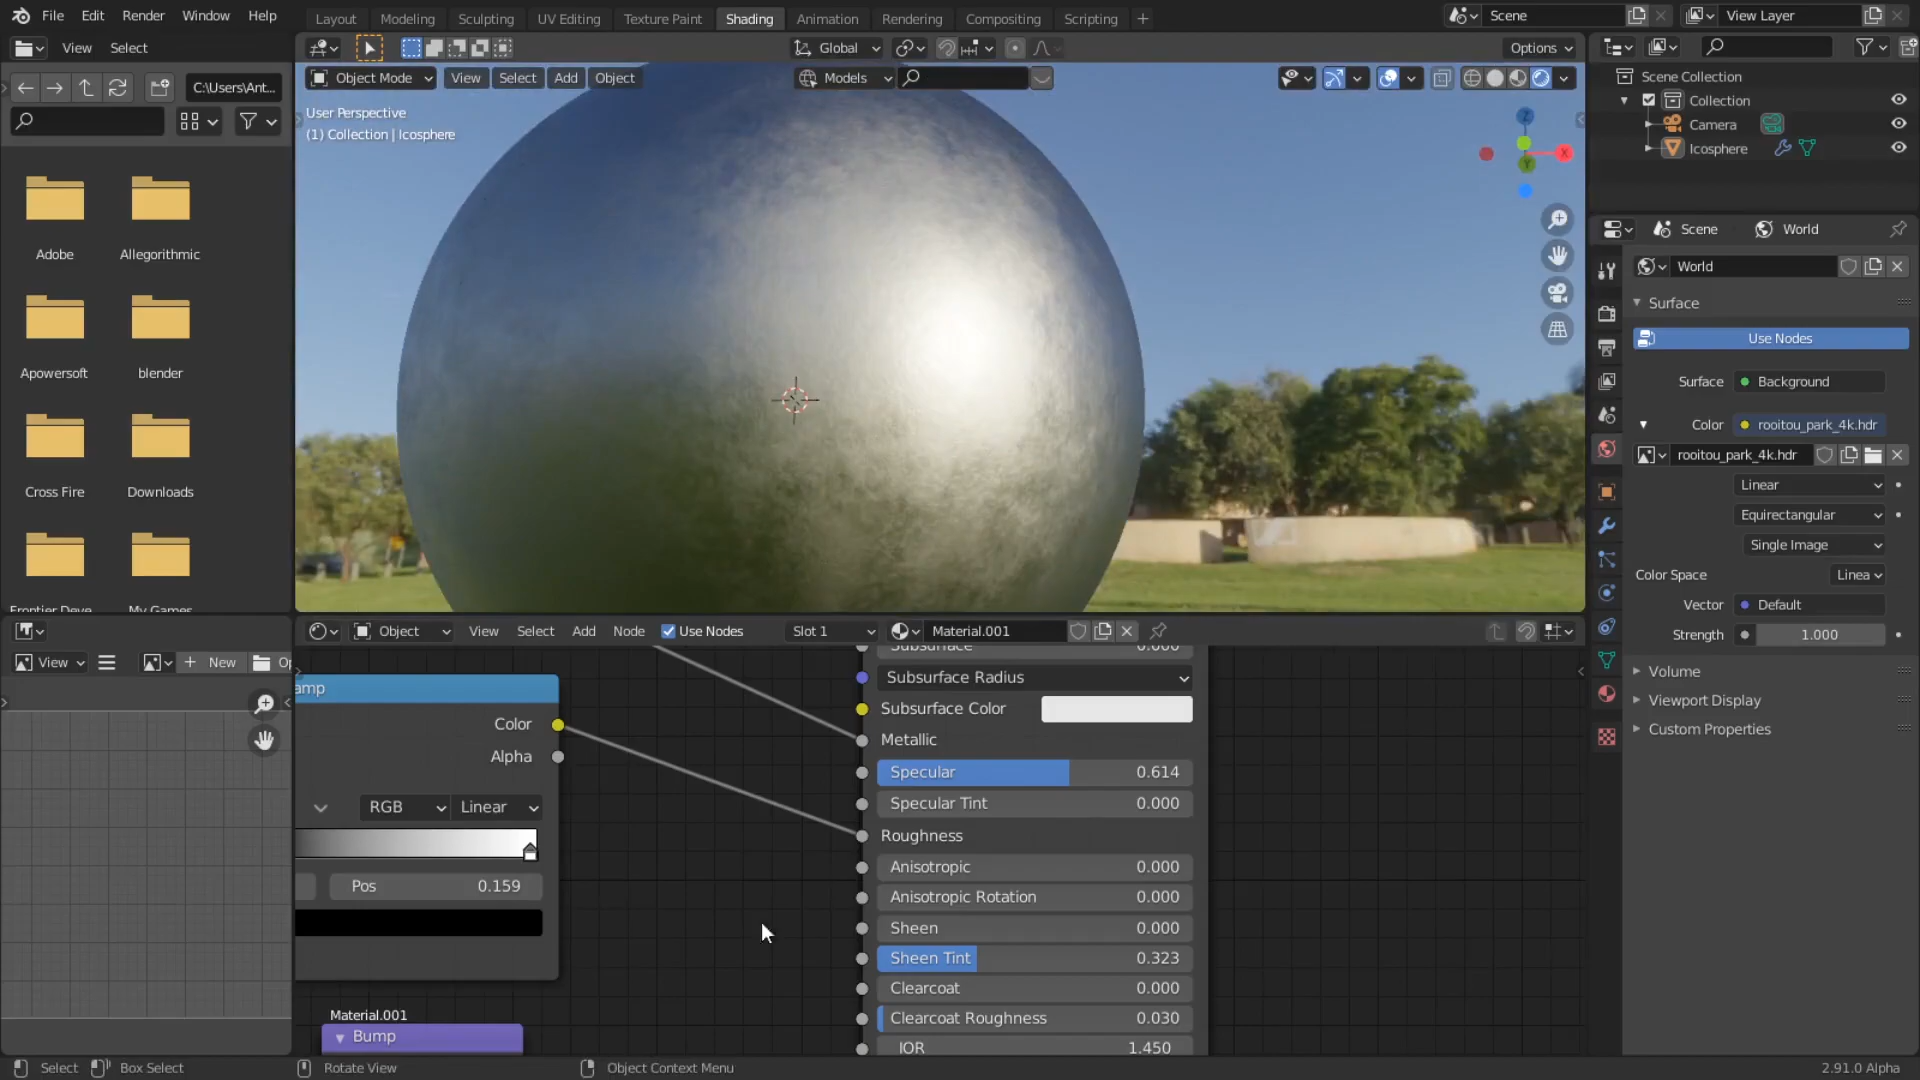 File Edit Render Window Help
Layout Modeling Sculpting UV Editing Texture Paint Shading Animation Rendering Compositing Scripting +
Scene
View Layer
View Select
Global
Options
C:\Users\Ant...
Object Mode View Select Add Object
Models
User Perspective
(1) Collection | Icosphere
Z
X
Y
Adobe
Allegorithmic
Apowersoft
blender
Cross Fire
Downloads
Frontier Deve
My Games
Scene Collection
Collection
Camera
Icosphere
Scene World
World
Surface
Use Nodes
Surface Background
Color rooitou_park_4k.hdr
rooitou_park_4k.hdr
Linear
Equirectangular
Single Image
Color Space Linea
Vector Default
Strength 1.000
Volume
Viewport Display
Custom Properties
View + New Op
Object View Select Add Node Use Nodes Slot 1 Material.001
amp
Color
Alpha
RGB Linear
Pos 0.159
Material.001
Bump
Subsurface 0.000
Subsurface Radius
Subsurface Color
Metallic
Specular 0.614
Specular Tint 0.000
Roughness
Anisotropic 0.000
Anisotropic Rotation 0.000
Sheen 0.000
Sheen Tint 0.323
Clearcoat 0.000
Clearcoat Roughness 0.030
IOR 1.450
Select Box Select Rotate View Object Context Menu 2.91.0 Alpha